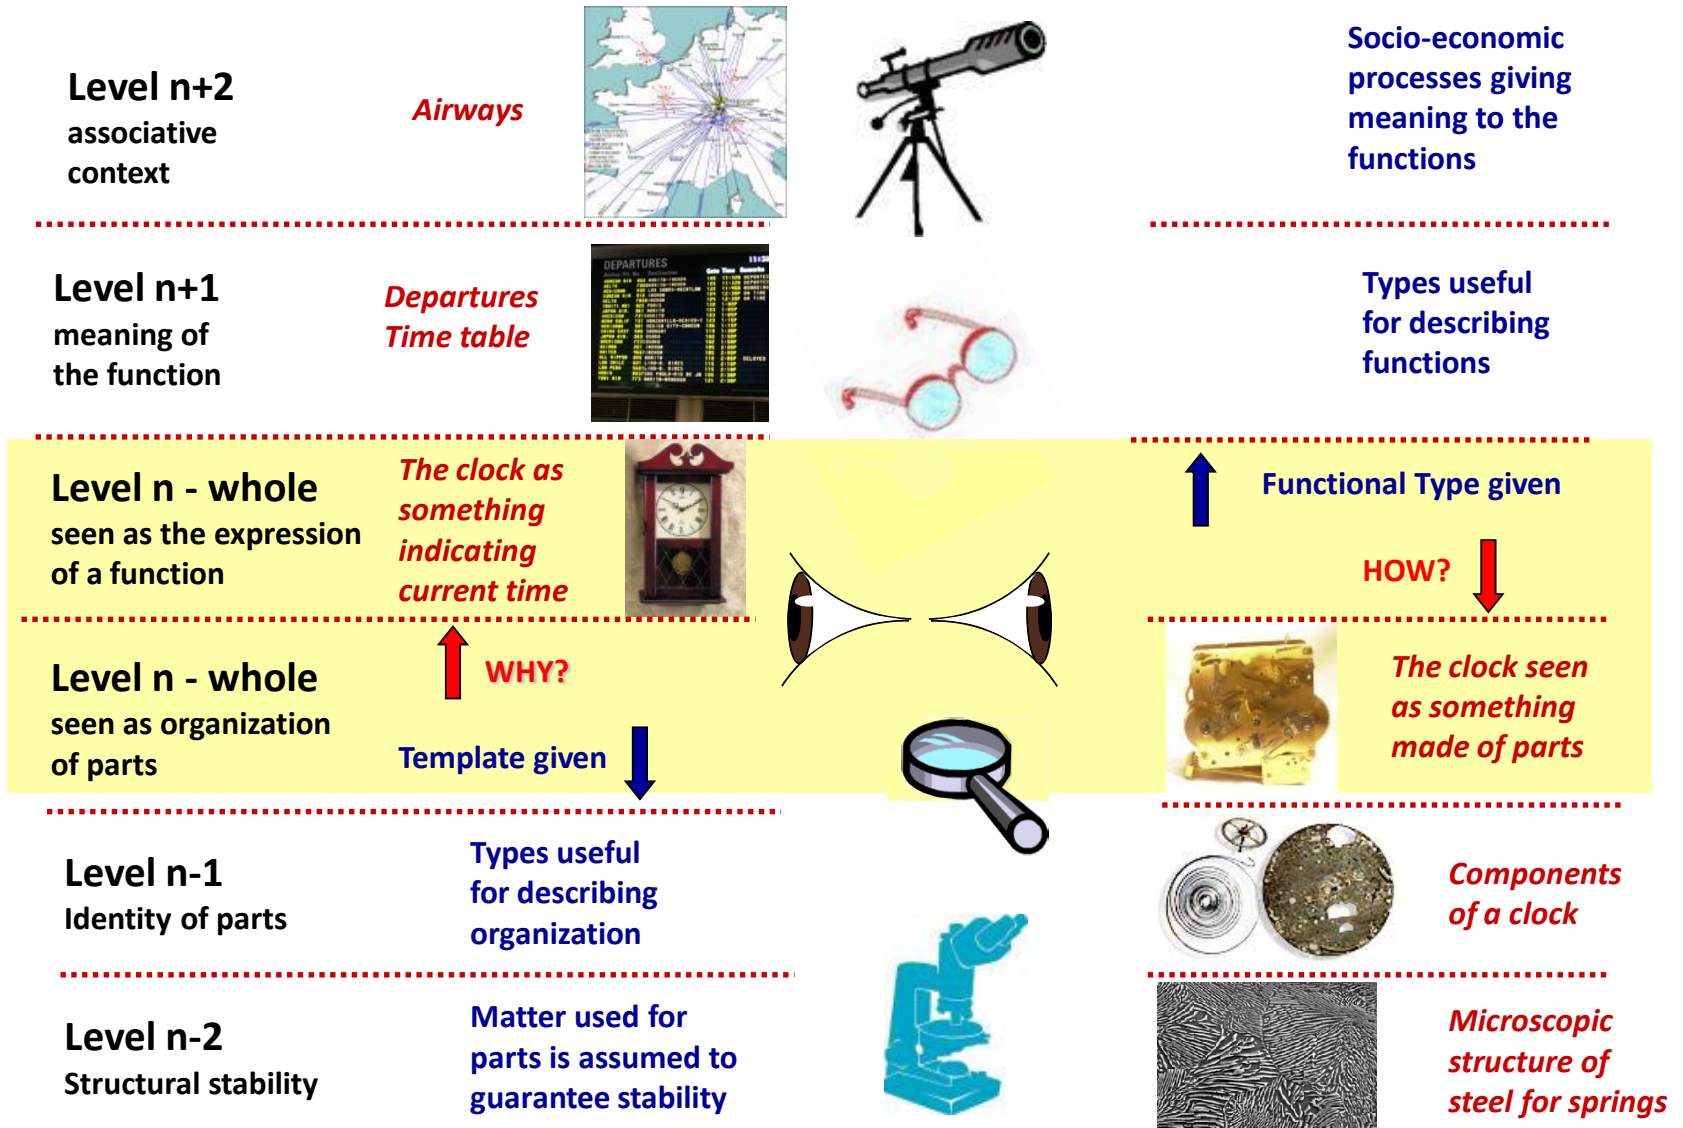 Level n+2
associative
context
Airways
Socio-economic
processes giving
meaning to the
functions
Level n+1
meaning of
the function
Departures
Time table
DEPARTURES
Types useful
for describing
functions
Level n - whole
seen as the expression
of a function
The clock as
something
indicating
current time
Functional Type given
HOW?
Level n - whole
seen as organization
of parts
WHY?
Template given
The clock seen
as something
made of parts
Level n-1
Identity of parts
Types useful
for describing
organization
Components
of a clock
Level n-2
Structural stability
Matter used for
parts is assumed to
guarantee stability
Microscopic
structure of
steel for springs